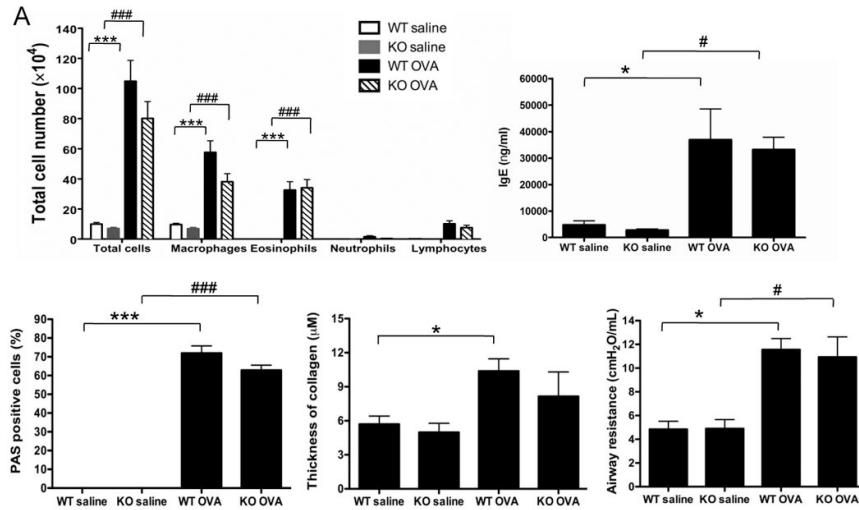 A
Total cell number (×10⁴)
140
120
100
80
60
40
20
0
***
###
***
###
***
###
Total cells
Macrophages
Eosinophils
Neutrophils
Lymphocytes
WT saline
KO saline
WT OVA
KO OVA
IgE (ng/ml)
60000
50000
40000
30000
20000
10000
0
*
#
WT saline
KO saline
WT OVA
KO OVA
PAS positive cells (%)
90
80
70
60
50
40
30
20
10
0
***
###
WT saline
KO saline
WT OVA
KO OVA
Thickness of collagen (µM)
15
12
9
6
3
0
*
WT saline
KO saline
WT OVA
KO OVA
Airway resistance (cmH₂O/mL)
14
12
10
8
6
4
2
0
*
#
WT saline
KO saline
WT OVA
KO OVA